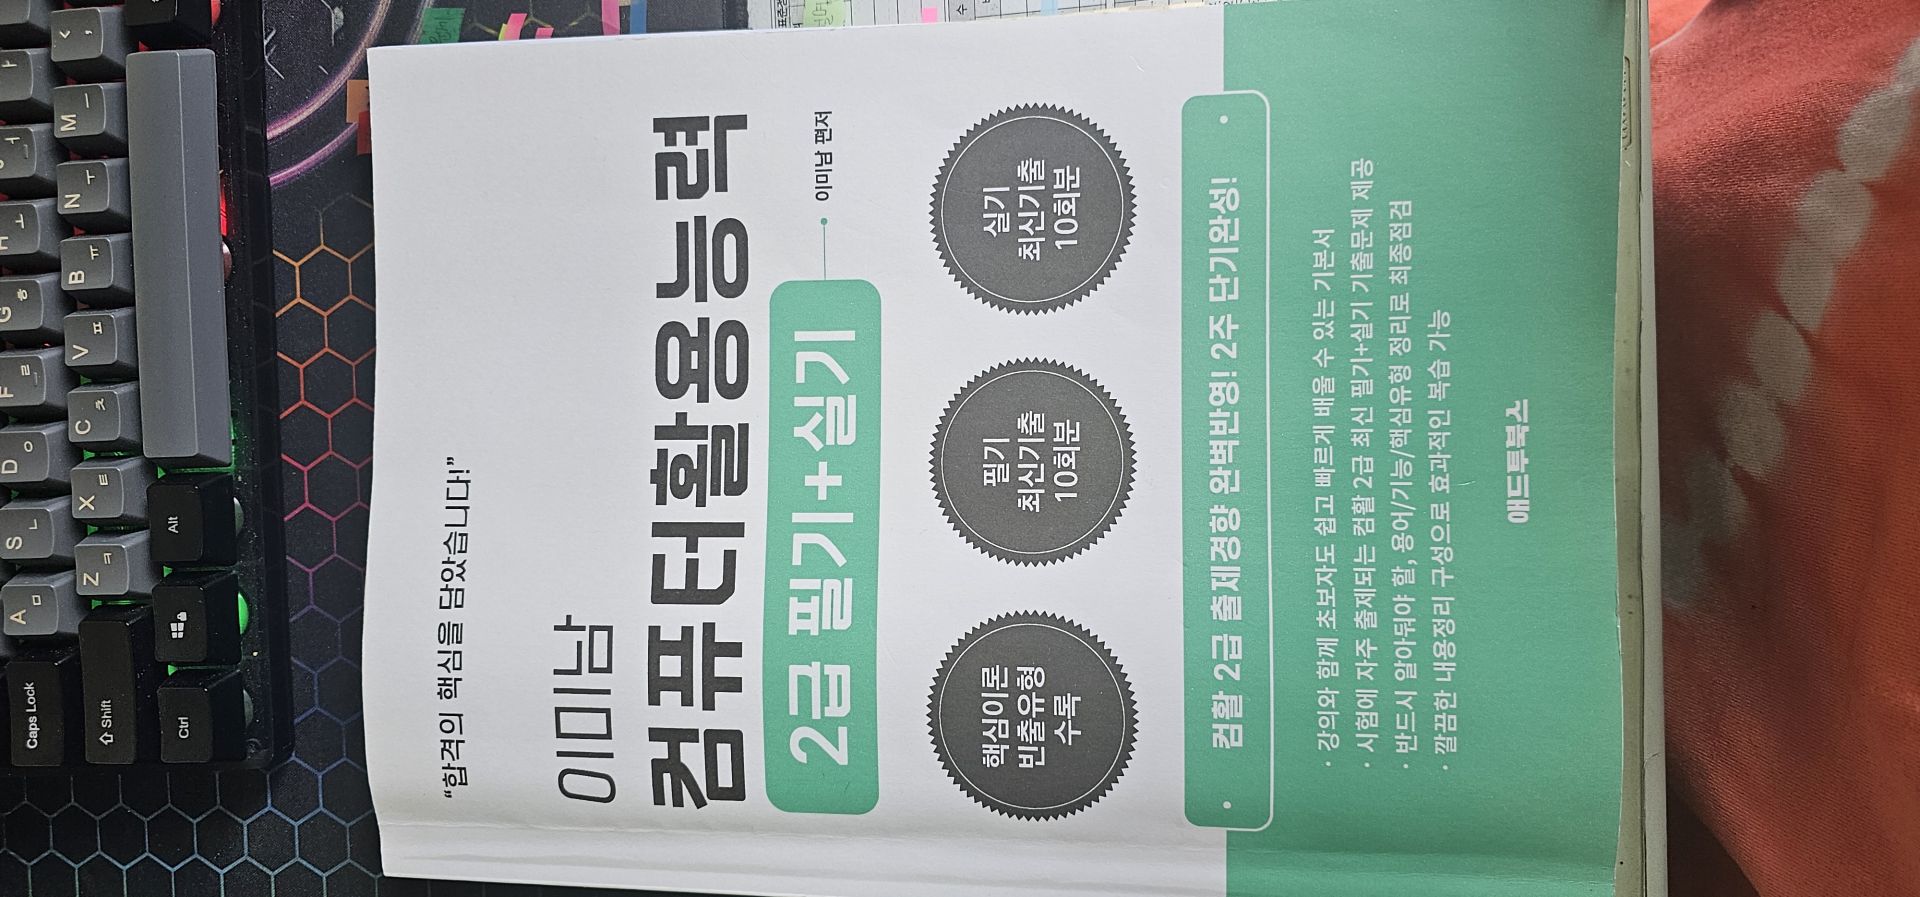 "합격의 핵심을 담았습니다!"
이미남
컴퓨터활용능력
2급 필기+실기
이미남 편저
핵심이론
빈출유형
수록
필기
최신기출
10회분
실기
최신기출
10회분
컴활 2급 출제경향 완벽반영! 2주 단기완성!
· 강의와 함께 초보자도 쉽고 빠르게 배울 수 있는 기본서
· 시험에 자주 출제되는 컴활 2급 최신 필기+실기 기출문제 제공
· 반드시 알아둬야 할, 용어/기능/핵심유형 정리로 최종점검
· 깔끔한 내용정리 구성으로 효과적인 복습 가능
애드투북스
Caps Lock
A ㅁ
S ㄴ
D ㅇ
F ㄹ
G ㅎ
Shift
Z ㅋ
X ㅌ
C ㅊ
V ㅍ
B ㅠ
N ㅜ
M ㅡ
< ,
Ctrl
Alt